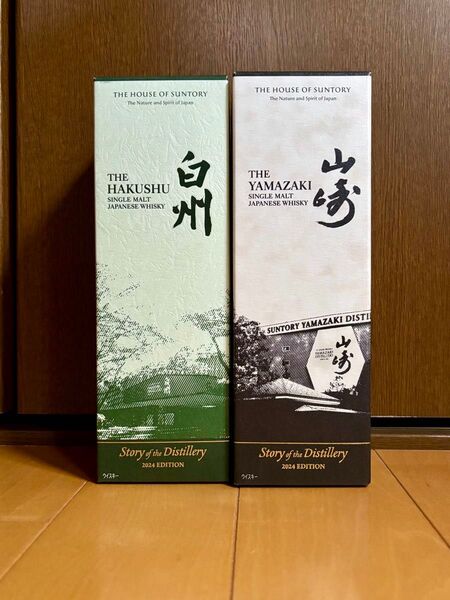 THE HOUSE OF SUNTORY
The Nature and Spirit of Japan
THE
HAKUSHU
SINGLE MALT
JAPANESE WHISKY
白州
Story of the Distillery
2024 EDITION
ウイスキー
THE HOUSE OF SUNTORY
The Nature and Spirit of Japan
THE
YAMAZAKI
SINGLE MALT
JAPANESE WHISKY
山崎
SUNTORY YAMAZAKI DISTI
山崎
Story of the Distillery
2024 EDITION
ウイスキー